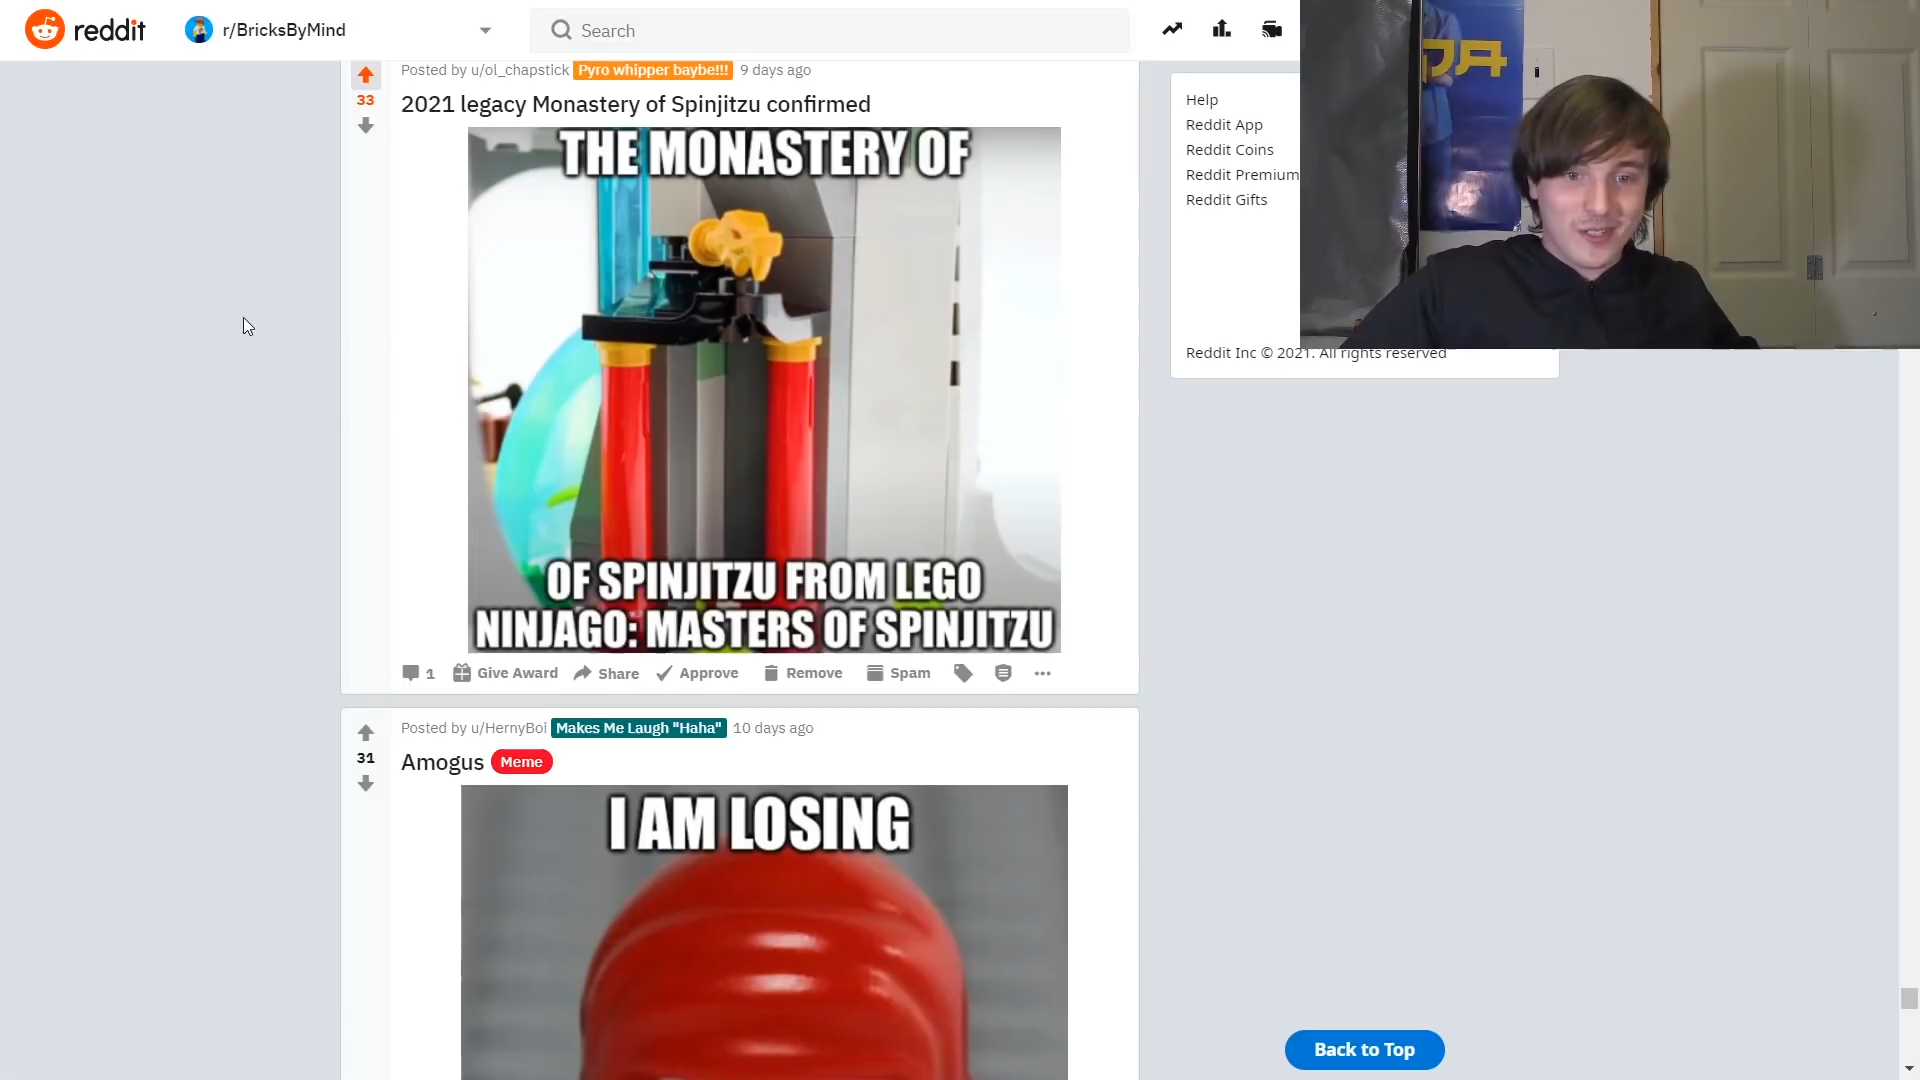 reddit
r/BricksByMind
Search
Posted by u/ol_chapstick Pyro whipper baybe!!! 9 days ago
33
2021 legacy Monastery of Spinjitzu confirmed
THE MONASTERY OF
OF SPINJITZU FROM LEGO
NINJAGO: MASTERS OF SPINJITZU
1 Give Award Share Approve Remove Spam
Posted by u/HernyBoi Makes Me Laugh "Haha" 10 days ago
31
Amogus Meme
I AM LOSING
Help
Reddit App
Reddit Coins
Reddit Premium
Reddit Gifts
Reddit Inc © 2021. All rights reserved
Back to Top